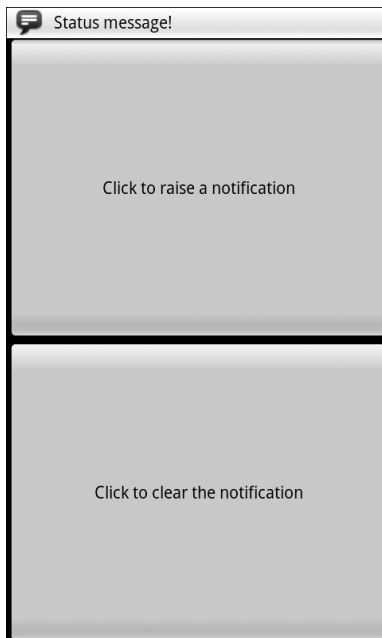 Status message!
Click to raise a notification
Click to clear the notification